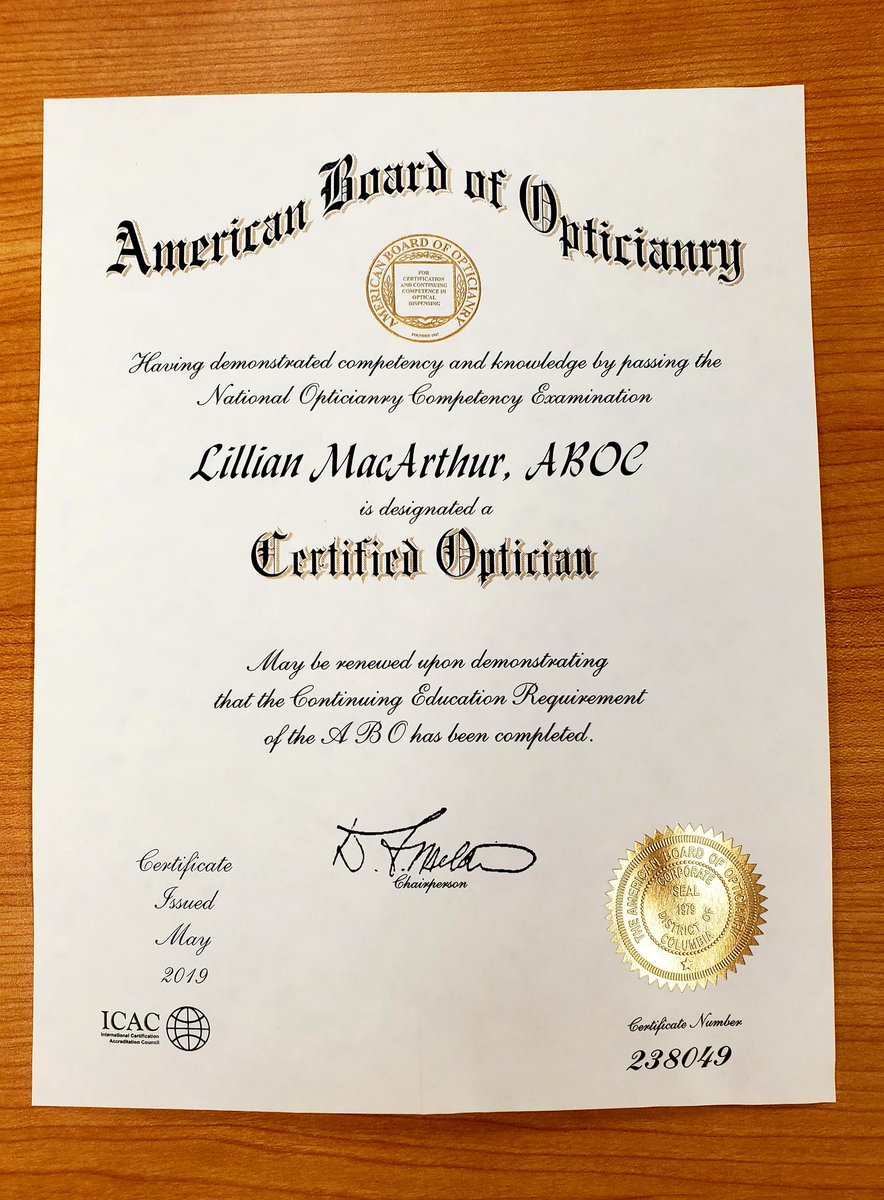 American Board of Opticianry
AMERICAN BOARD OF OPTICIANRY
FOR
CERTIFICATION
AND CONTINUING
COMPETENCE IN
OPTICAL
DISPENSING
FOUNDED 1947
Having demonstrated competency and knowledge by passing the
National Opticianry Competency Examination
Lillian MacArthur, ABOC
is designated a
Certified Optician
May be renewed upon demonstrating
that the Continuing Education Requirement
of the A B O has been completed.
Chairperson
Certificate
Issued
May
2019
THE AMERICAN BOARD OF OPTICIANRY
CORPORATE
SEAL
1979
DISTRICT OF
COLUMBIA
ICAC
International Certification
Accreditation Council
Certificate Number
238049